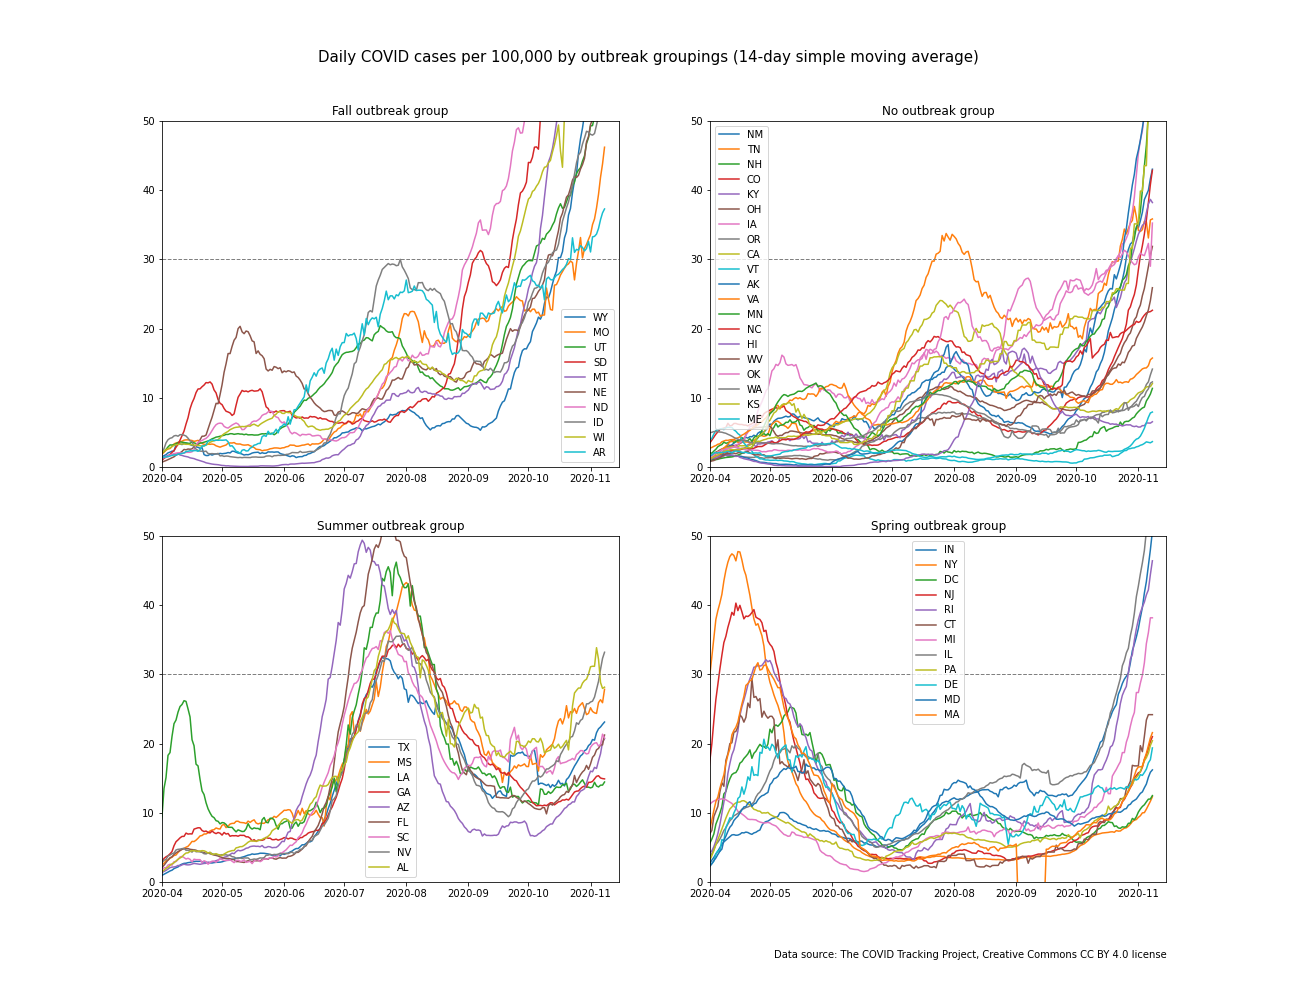 Daily COVID cases per 100,000 by outbreak groupings (14-day simple moving average)
Fall outbreak group
50
40
30
20
10
0
2020-04 2020-05 2020-06 2020-07 2020-08 2020-09 2020-10 2020-11
WY
MO
UT
SD
MT
NE
ND
ID
WI
AR
No outbreak group
50
40
30
20
10
0
2020-04 2020-05 2020-06 2020-07 2020-08 2020-09 2020-10 2020-11
NM
TN
NH
CO
KY
OH
IA
OR
CA
VT
AK
VA
MN
NC
HI
WV
OK
WA
KS
ME
Summer outbreak group
50
40
30
20
10
0
2020-04 2020-05 2020-06 2020-07 2020-08 2020-09 2020-10 2020-11
TX
MS
LA
GA
AZ
FL
SC
NV
AL
Spring outbreak group
50
40
30
20
10
0
2020-04 2020-05 2020-06 2020-07 2020-08 2020-09 2020-10 2020-11
IN
NY
DC
NJ
RI
CT
MI
IL
PA
DE
MD
MA
Data source: The COVID Tracking Project, Creative Commons CC BY 4.0 license